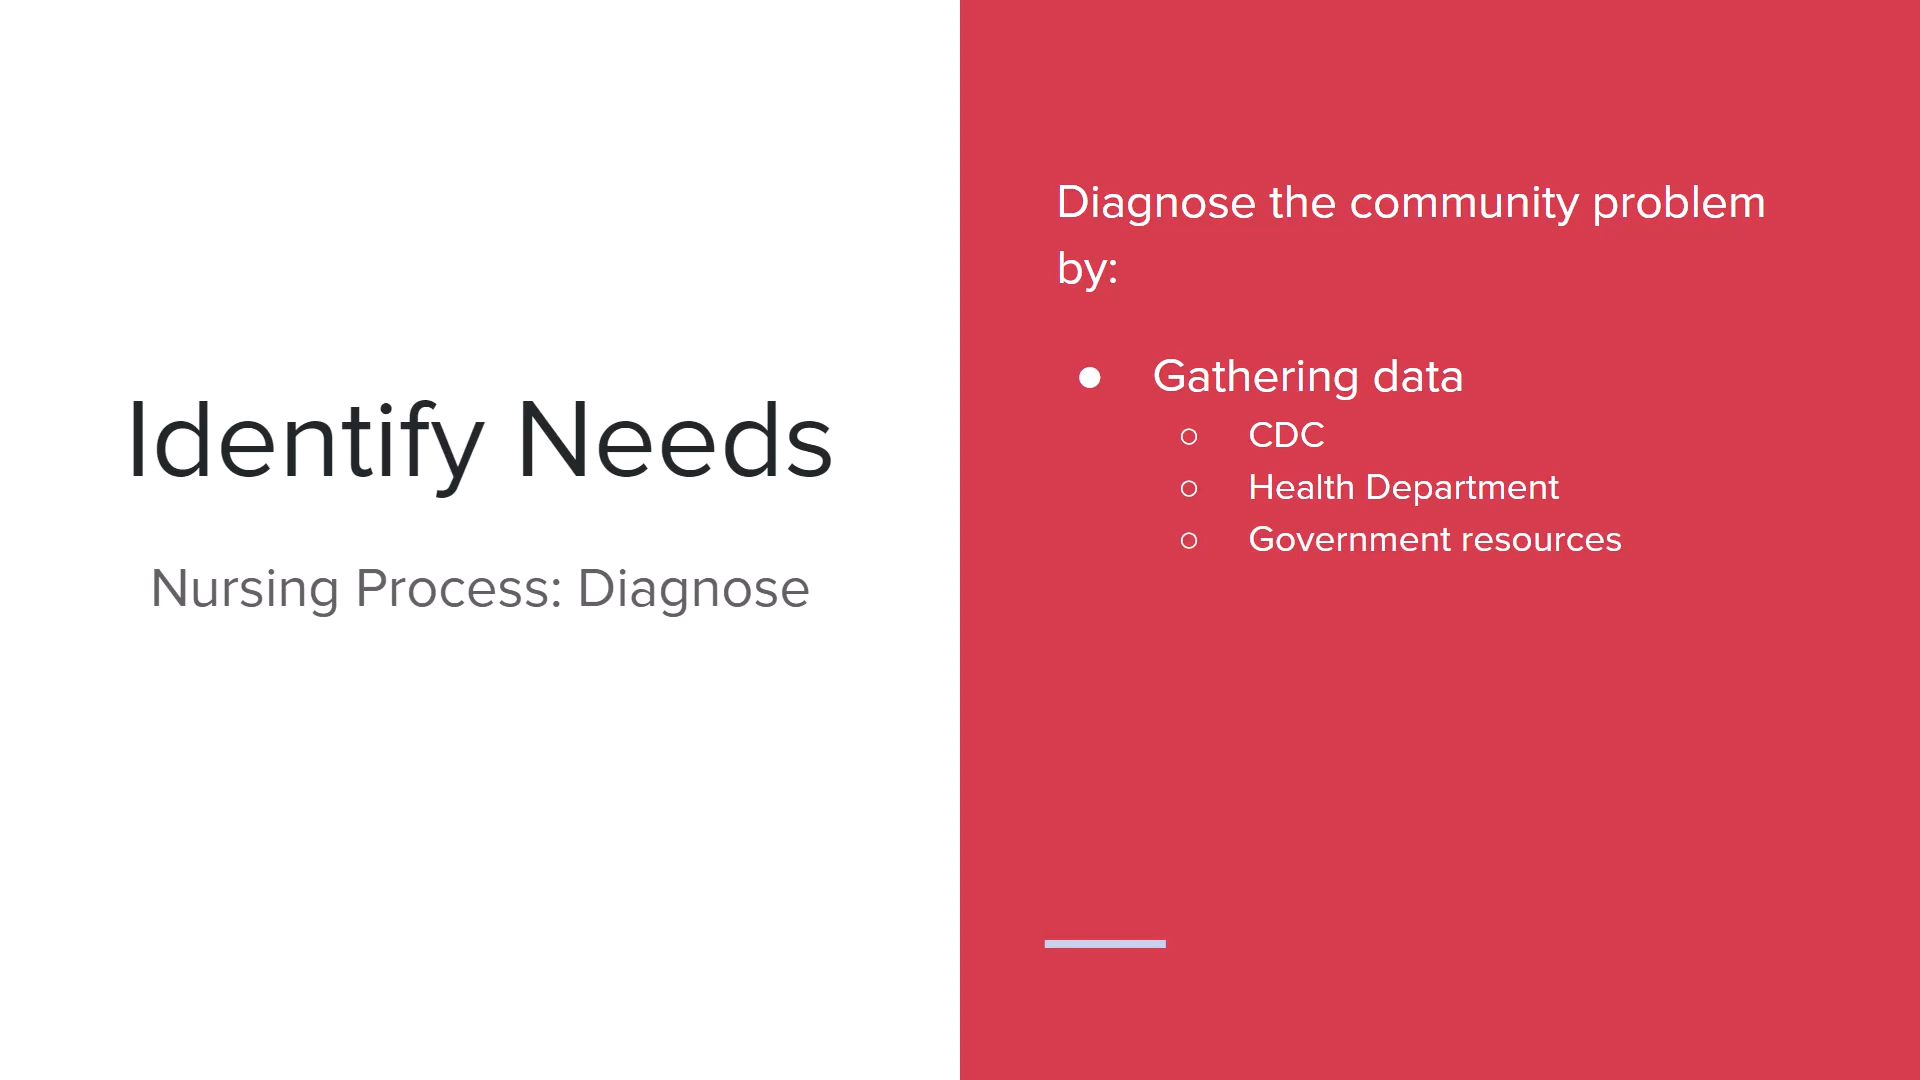 Identify Needs
Nursing Process: Diagnose
Diagnose the community problem
by:
● Gathering data
○ CDC
○ Health Department
○ Government resources